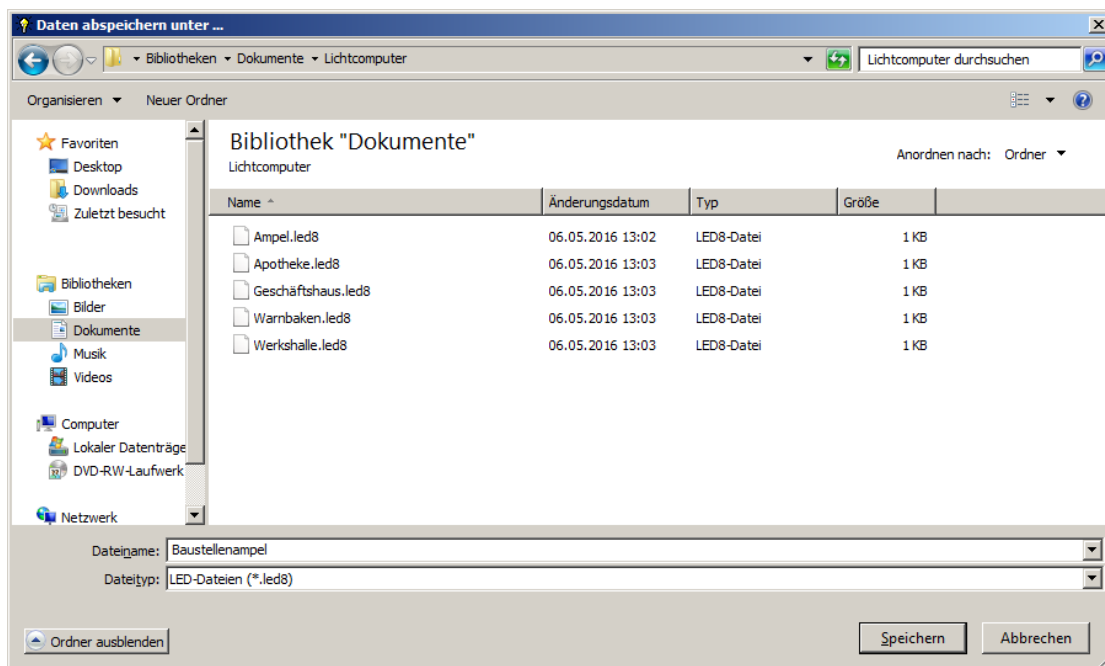 Daten abspeichern unter ...
Bibliotheken Dokumente Lichtcomputer
Lichtcomputer durchsuchen
Organisieren Neuer Ordner
Favoriten
Desktop
Downloads
Zuletzt besucht
Bibliotheken
Bilder
Dokumente
Musik
Videos
Computer
Lokaler Datenträge
DVD-RW-Laufwerk
Netzwerk
Bibliothek "Dokumente"
Lichtcomputer
Anordnen nach: Ordner
Name Änderungsdatum Typ Größe
Ampel.led8 06.05.2016 13:02 LED8-Datei 1 KB
Apotheke.led8 06.05.2016 13:03 LED8-Datei 1 KB
Geschäftshaus.led8 06.05.2016 13:03 LED8-Datei 1 KB
Warnbaken.led8 06.05.2016 13:03 LED8-Datei 1 KB
Werkshalle.led8 06.05.2016 13:03 LED8-Datei 1 KB
Dateiname: Baustellenampel
Dateityp: LED-Dateien (*.led8)
Ordner ausblenden
Speichern Abbrechen